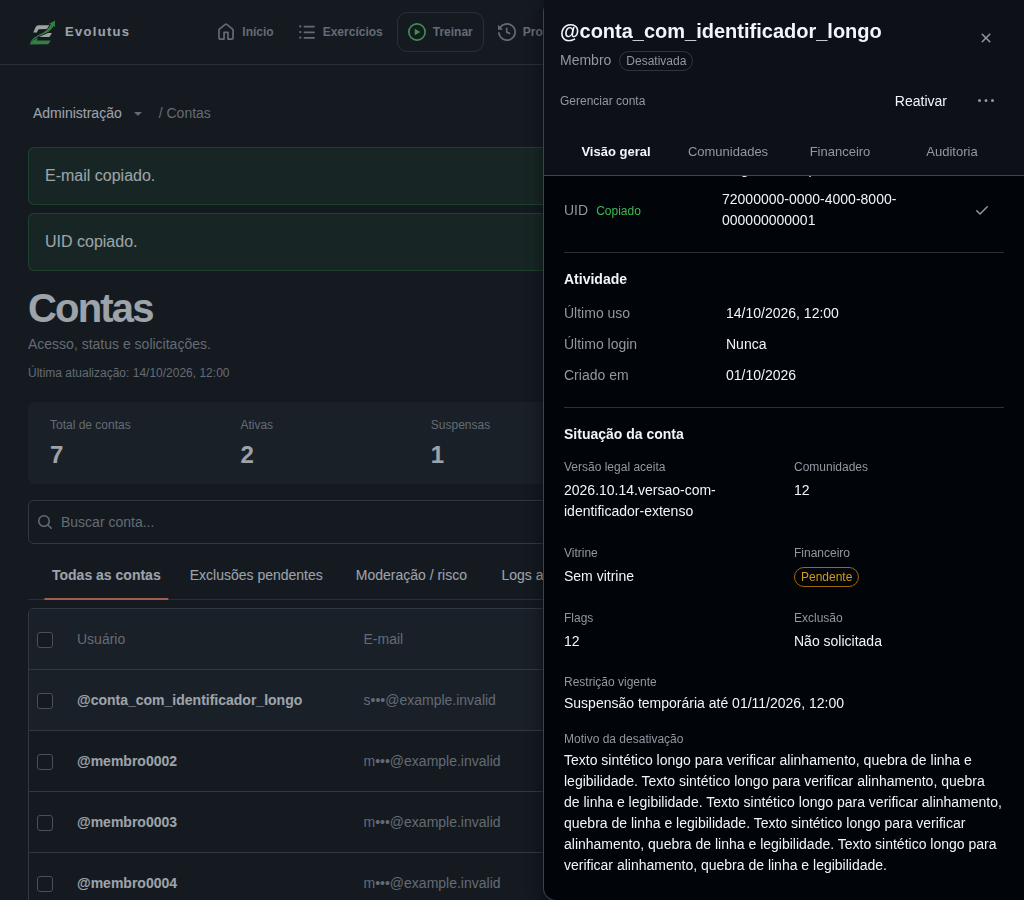 Evolutus
Início
Exercícios
Treinar
Pro
Administração
/ Contas
E-mail copiado.
UID copiado.
Contas
Acesso, status e solicitações.
Última atualização: 14/10/2026, 12:00
Total de contas
Ativas
Suspensas
7
2
1
Buscar conta...
Todas as contas
Exclusões pendentes
Moderação / risco
Logs a
Usuário
E-mail
@conta_com_identificador_longo
s•••@example.invalid
@membro0002
m•••@example.invalid
@membro0003
m•••@example.invalid
@membro0004
m•••@example.invalid
@conta_com_identificador_longo
Membro
Desativada
Gerenciar conta
Reativar
Visão geral
Comunidades
Financeiro
Auditoria
UID
Copiado
72000000-0000-4000-8000-
000000000001
Atividade
Último uso
14/10/2026, 12:00
Último login
Nunca
Criado em
01/10/2026
Situação da conta
Versão legal aceita
Comunidades
2026.10.14.versao-com-
identificador-extenso
12
Vitrine
Financeiro
Sem vitrine
Pendente
Flags
Exclusão
12
Não solicitada
Restrição vigente
Suspensão temporária até 01/11/2026, 12:00
Motivo da desativação
Texto sintético longo para verificar alinhamento, quebra de linha e
legibilidade. Texto sintético longo para verificar alinhamento, quebra
de linha e legibilidade. Texto sintético longo para verificar alinhamento,
quebra de linha e legibilidade. Texto sintético longo para verificar
alinhamento, quebra de linha e legibilidade. Texto sintético longo para
verificar alinhamento, quebra de linha e legibilidade.